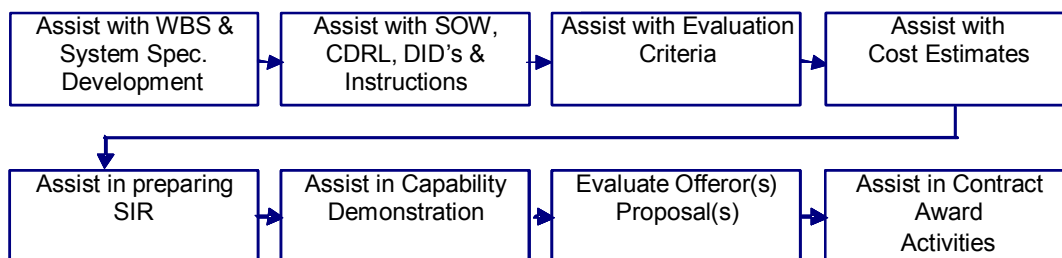 Assist with WBS &
System Spec.
Development
Assist with SOW,
CDRL, DID's &
Instructions
Assist with Evaluation
Criteria
Assist with
Cost Estimates
Assist in preparing
SIR
Assist in Capability
Demonstration
Evaluate Offeror(s)
Proposal(s)
Assist in Contract
Award
Activities